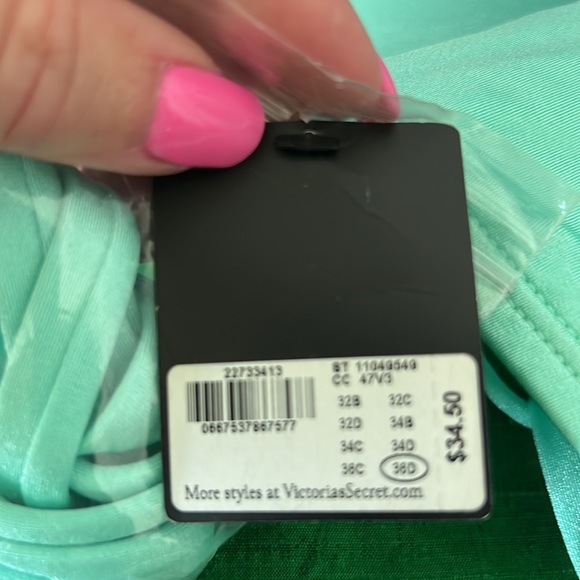 22733413
0667537867577
BT 11049549
CC 47V3
32B 32C
32D 34B
34C 34D
36C 36D
$34.50
More styles at VictoriasSecret.com